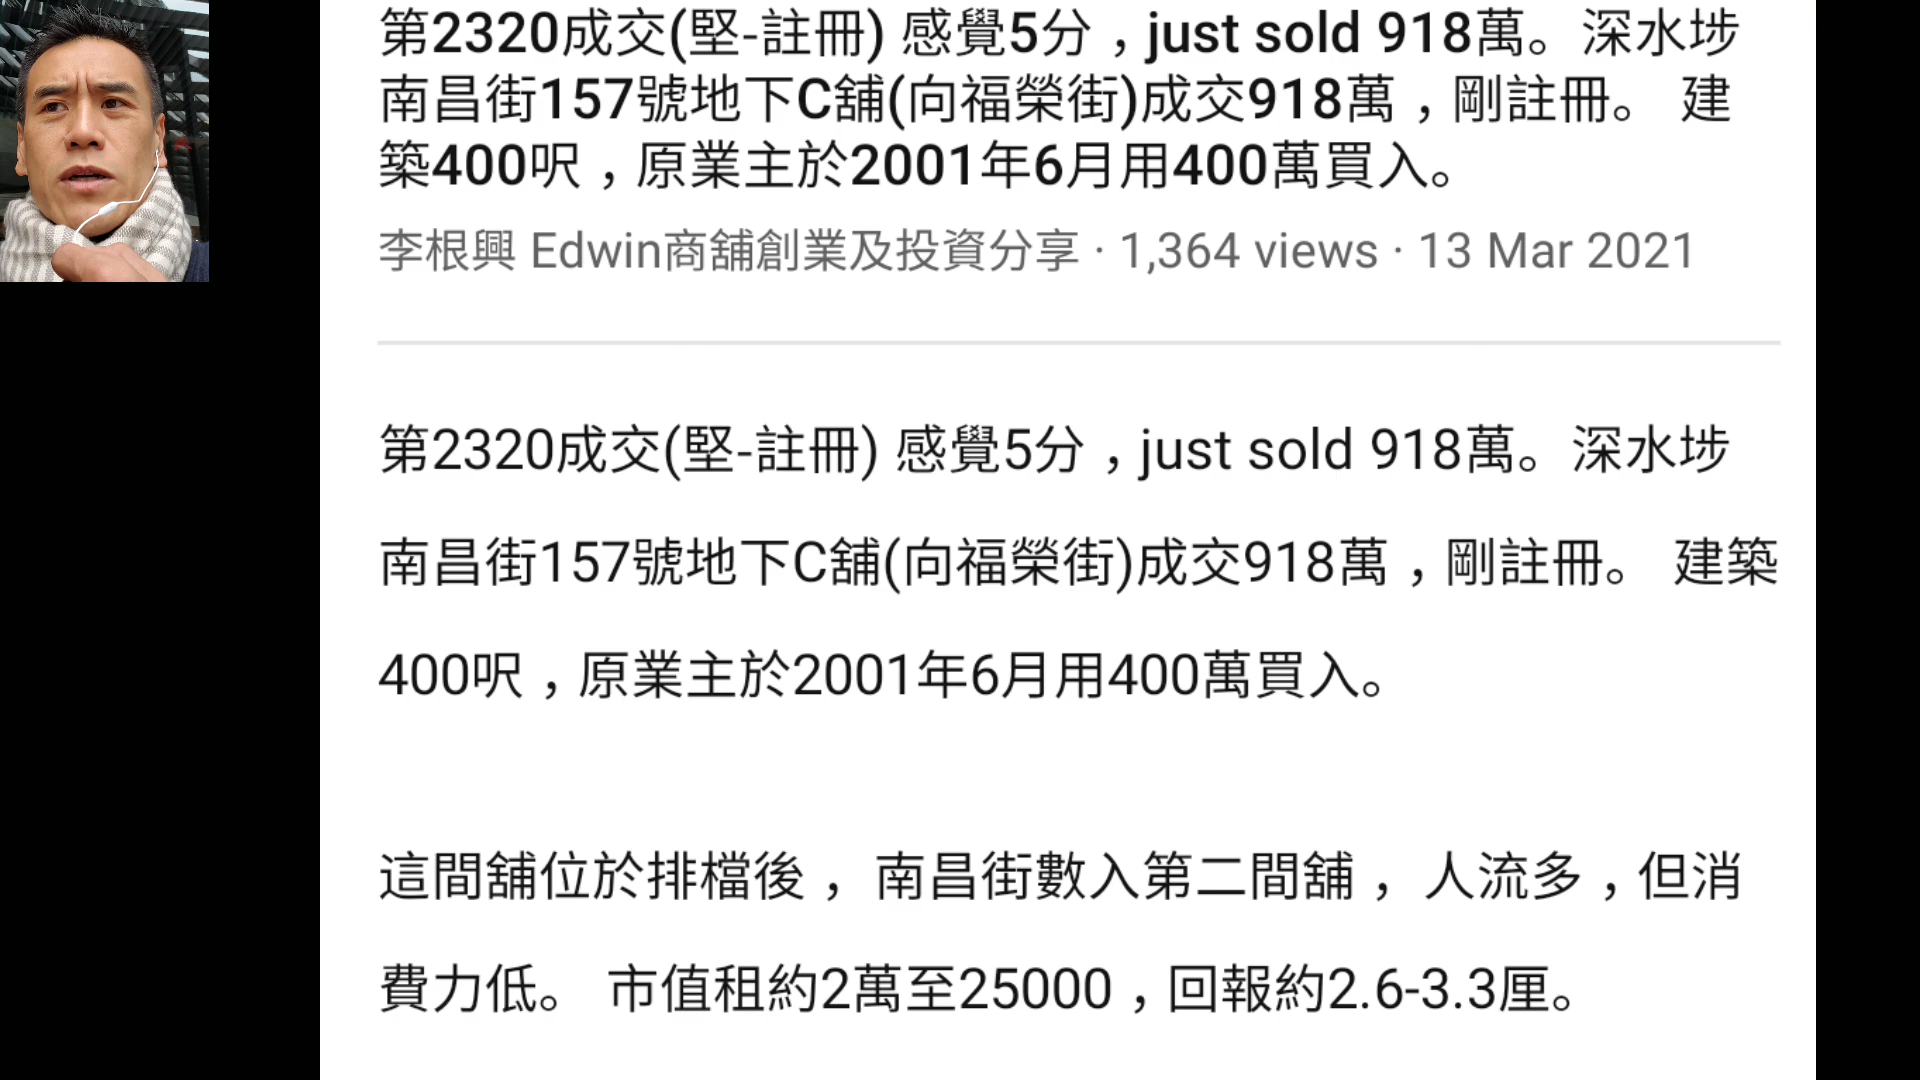 第2320成交(堅-註冊) 感覺5分，just sold 918萬。深水埗
南昌街157號地下C舖(向福榮街)成交918萬，剛註冊。 建
築400呎，原業主於2001年6月用400萬買入。
李根興 Edwin商舖創業及投資分享 · 1,364 views · 13 Mar 2021
第2320成交(堅-註冊) 感覺5分，just sold 918萬。深水埗
南昌街157號地下C舖(向福榮街)成交918萬，剛註冊。 建築
400呎，原業主於2001年6月用400萬買入。
這間舖位於排檔後， 南昌街數入第二間舖， 人流多，但消
費力低。 市值租約2萬至25000，回報約2.6-3.3厘。